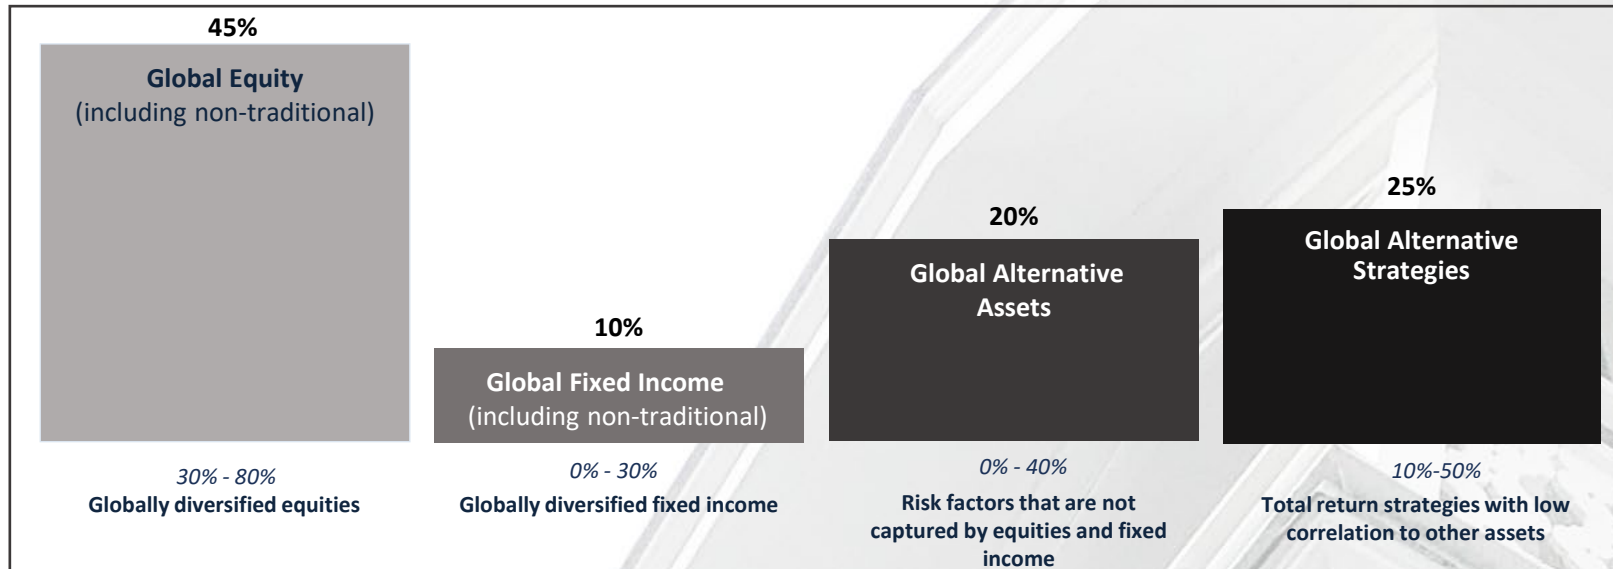 45%
Global Equity
(including non-traditional)
30% - 80%
Globally diversified equities
10%
Global Fixed Income
(including non-traditional)
0% - 30%
Globally diversified fixed income
20%
Global Alternative
Assets
0% - 40%
Risk factors that are not
captured by equities and fixed
income
25%
Global Alternative
Strategies
10%-50%
Total return strategies with low
correlation to other assets